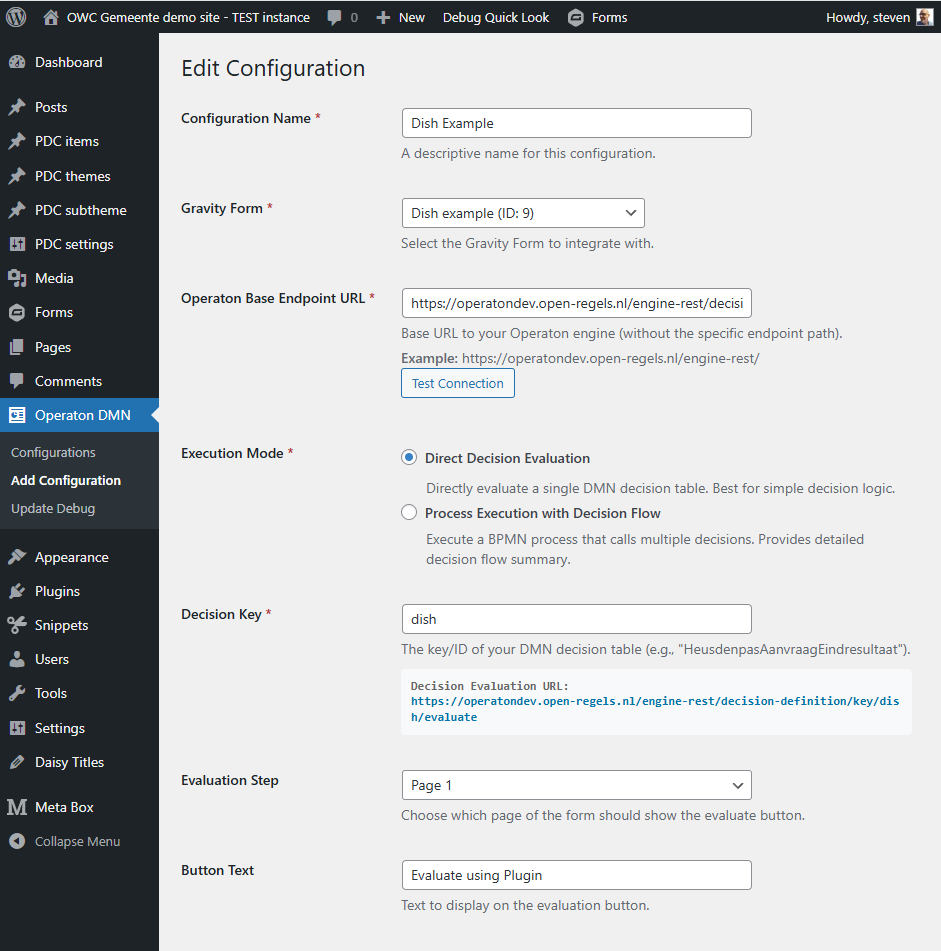 OWC Gemeente demo site - TEST instance 0 New Debug Quick Look Forms Howdy, steven
Dashboard
Posts
PDC items
PDC themes
PDC subtheme
PDC settings
Media
Forms
Pages
Comments
Operaton DMN
Configurations
Add Configuration
Update Debug
Appearance
Plugins
Snippets
Users
Tools
Settings
Daisy Titles
Meta Box
Collapse Menu
Edit Configuration
Configuration Name *
Dish Example
A descriptive name for this configuration.
Gravity Form *
Dish example (ID: 9)
Select the Gravity Form to integrate with.
Operaton Base Endpoint URL *
https://operatondev.open-regels.nl/engine-rest/decisi
Base URL to your Operaton engine (without the specific endpoint path).
Example: https://operatondev.open-regels.nl/engine-rest/
Test Connection
Execution Mode *
Direct Decision Evaluation
Directly evaluate a single DMN decision table. Best for simple decision logic.
Process Execution with Decision Flow
Execute a BPMN process that calls multiple decisions. Provides detailed
decision flow summary.
Decision Key *
dish
The key/ID of your DMN decision table (e.g., "HeusdenpasAanvraagEindresultaat").
Decision Evaluation URL:
https://operatondev.open-regels.nl/engine-rest/decision-definition/key/dis
h/evaluate
Evaluation Step
Page 1
Choose which page of the form should show the evaluate button.
Button Text
Evaluate using Plugin
Text to display on the evaluation button.